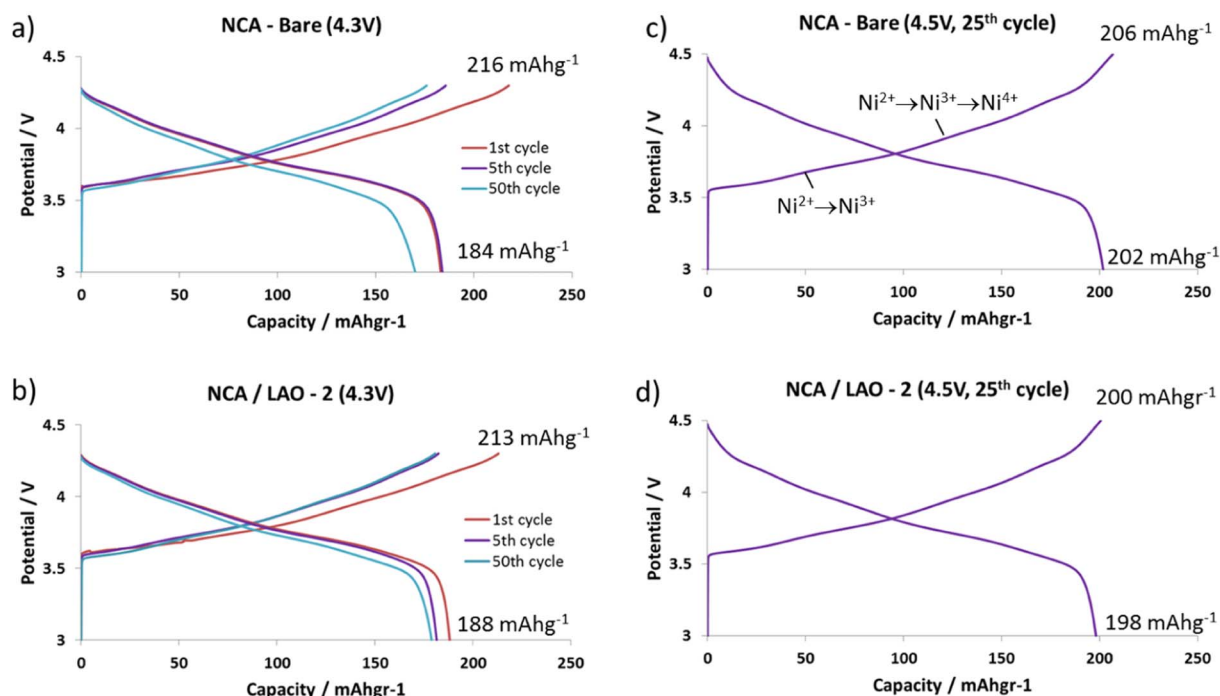 a)
NCA - Bare (4.3V)
4.5
4
3.5
3
Potential / V
216 mAhg⁻¹
1st cycle
5th cycle
50th cycle
184 mAhg⁻¹
0 50 100 150 200 250
Capacity / mAhgr-1
c)
NCA - Bare (4.5V, 25ᵗʰ cycle)
206 mAhg⁻¹
4.5
4
3.5
3
Potential / V
Ni²⁺→Ni³⁺→Ni⁴⁺
Ni²⁺→Ni³⁺
202 mAhg⁻¹
0 50 100 150 200 250
Capacity / mAhgr-1
b)
NCA / LAO - 2 (4.3V)
4.5
4
3.5
3
Potential / V
213 mAhg⁻¹
1st cycle
5th cycle
50th cycle
188 mAhg⁻¹
0 50 100 150 200 250
Capacity / mAhgr-1
d)
NCA / LAO - 2 (4.5V, 25ᵗʰ cycle)
200 mAhgr⁻¹
4.5
4
3.5
3
Potential / V
198 mAhg⁻¹
0 50 100 150 200 250
Capacity / mAhgr-1